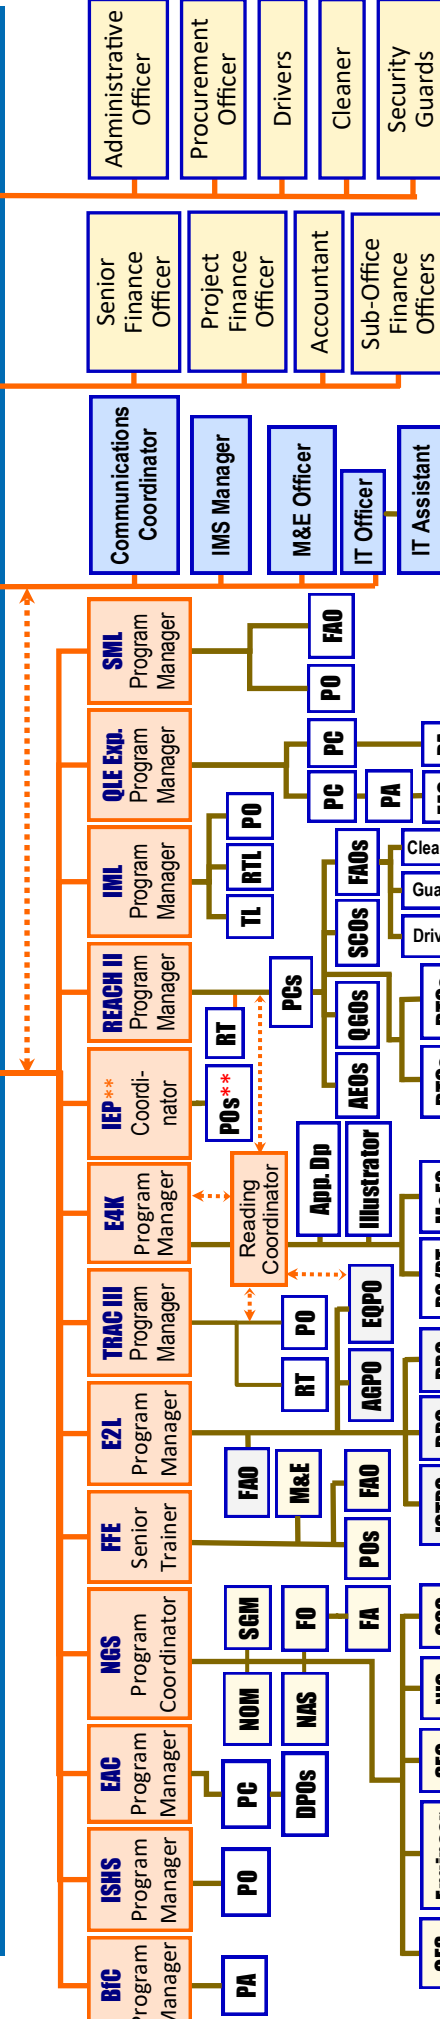 BfC
Program
Manager
PA
ISHS
Program
Manager
PO
EAC
Program
Manager
PC
DPOs
NGS
Program
Coordinator
NOM
SGM
NAS
FO
FA
FFE
Senior
Trainer
M&E
POs
FAO
E2L
Program
Manager
FAO
AGPO
EQPO
TRAC III
Program
Manager
RT
PO
E4K
Program
Manager
Reading
Coordinator
App. Dp
Illustrator
IEP**
Coordi-
nator
POs**
REACH II
Program
Manager
RT
PCs
AEOs
QGOs
SCOs
FAOs
IML
Program
Manager
TL
RTL
PO
QLE Exp.
Program
Manager
PC
PC
PA
SML
Program
Manager
PO
FAO
Communications
Coordinator
IMS Manager
M&E Officer
IT Officer
IT Assistant
Senior
Finance
Officer
Project
Finance
Officer
Accountant
Sub-Office
Finance
Officers
Administrative
Officer
Procurement
Officer
Drivers
Cleaner
Security
Guards